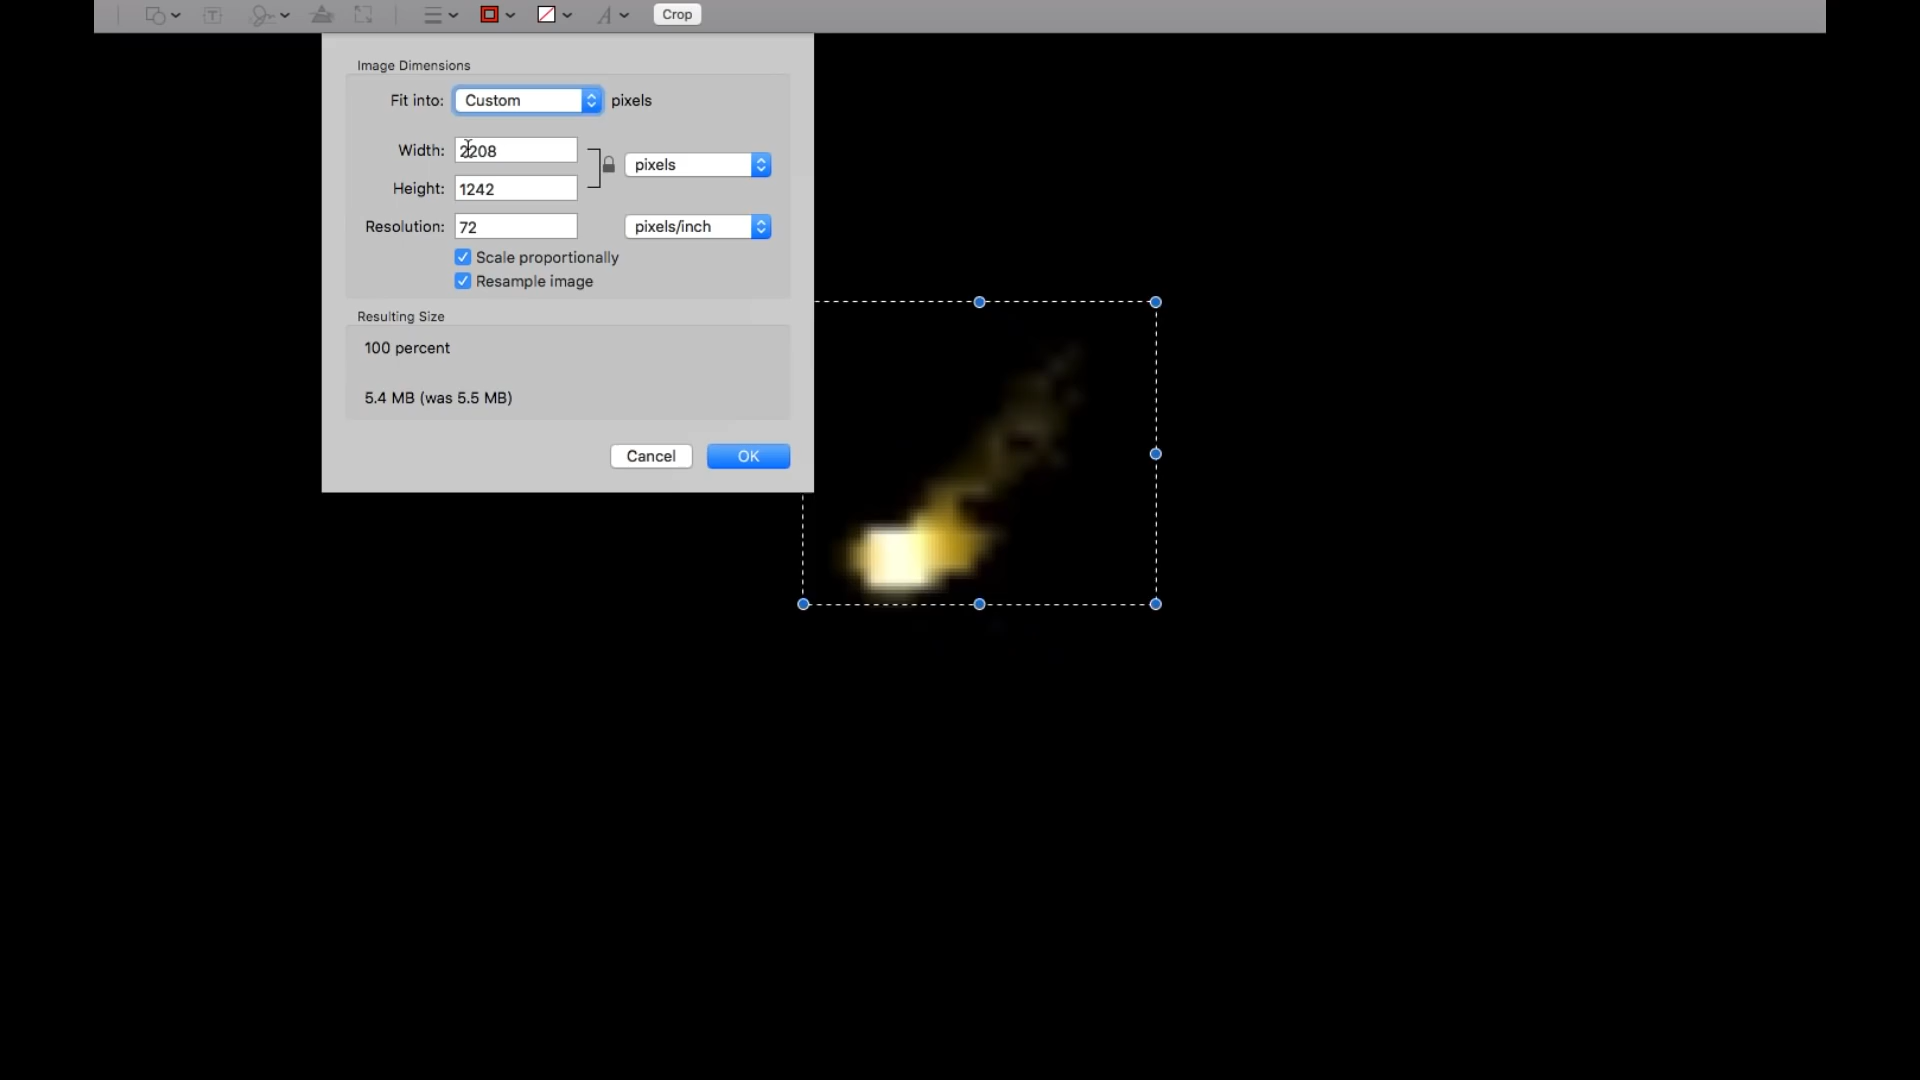 Crop
Image Dimensions
Fit into: Custom pixels
Width: 2208
pixels
Height: 1242
Resolution: 72 pixels/inch
Scale proportionally
Resample image
Resulting Size
100 percent
5.4 MB (was 5.5 MB)
Cancel OK